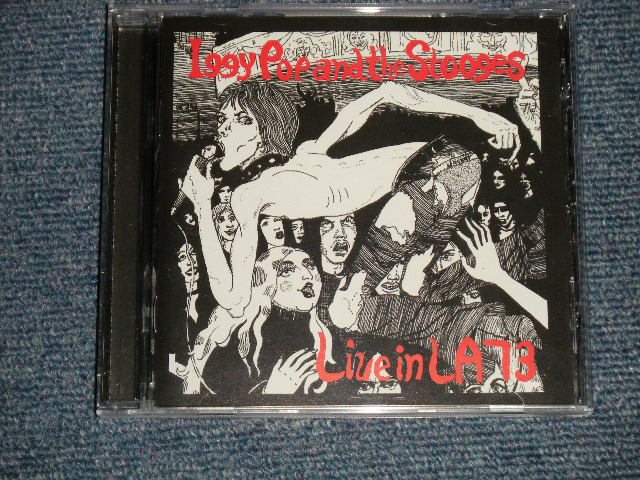 Iggy Pop and the Stooges
Live in LA 73